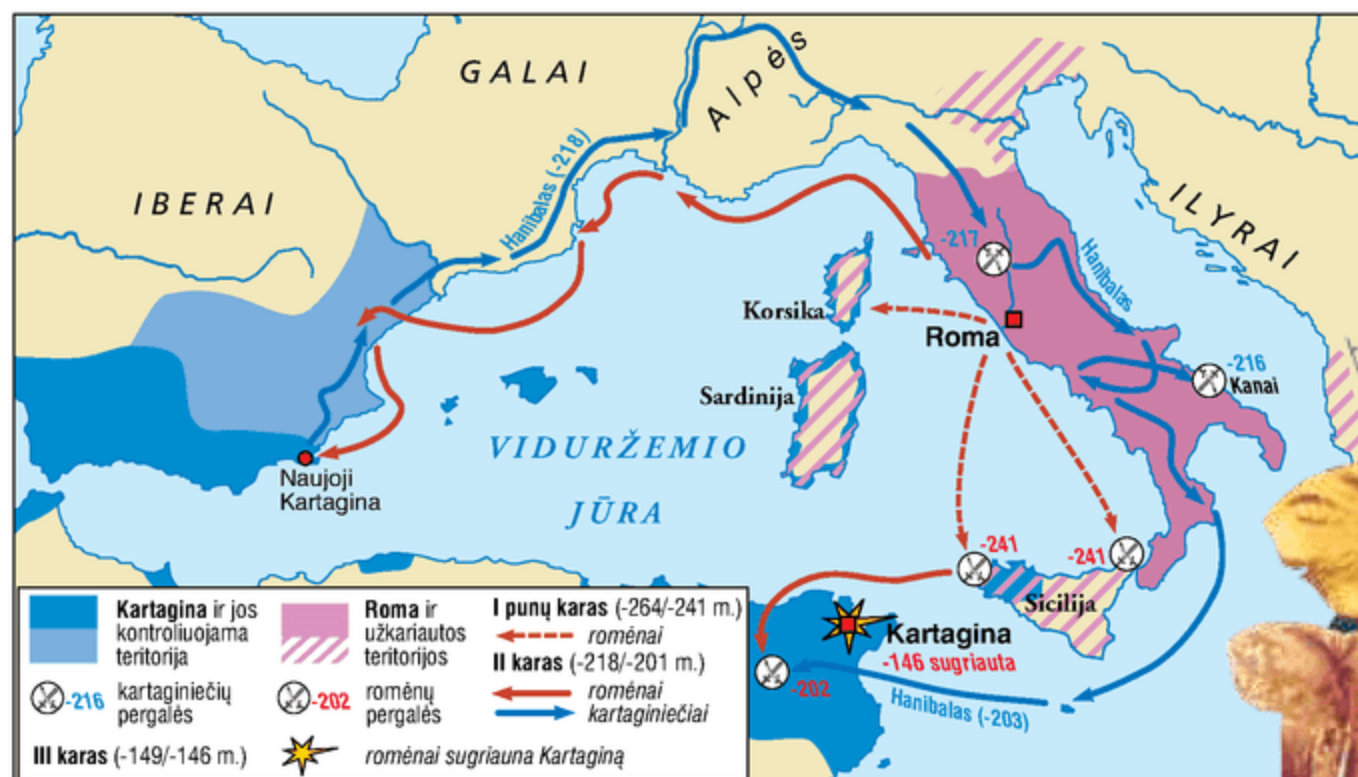 GALAI
Alpės
IBERAI
Hanibalas (-218)
ILYRAI
-217
Hanibalas
Korsika
Roma
-216
Kanai
Sardinija
VIDURŽEMIO
JŪRA
Naujoji
Kartagina
-241
-241
Sicilija
Kartagina
-146 sugriauta
-202
Hanibalas (-203)
Kartagina ir jos
kontroliuojama
teritorija
Roma ir
užkariautos
teritorijos
I punų karas (-264/-241 m.)
romėnai
II karas (-218/-201 m.)
romėnai
kartaginiečiai
-216 kartaginiečių
pergalės
-202 romėnų
pergalės
III karas (-149/-146 m.)
romėnai sugriauna Kartaginą